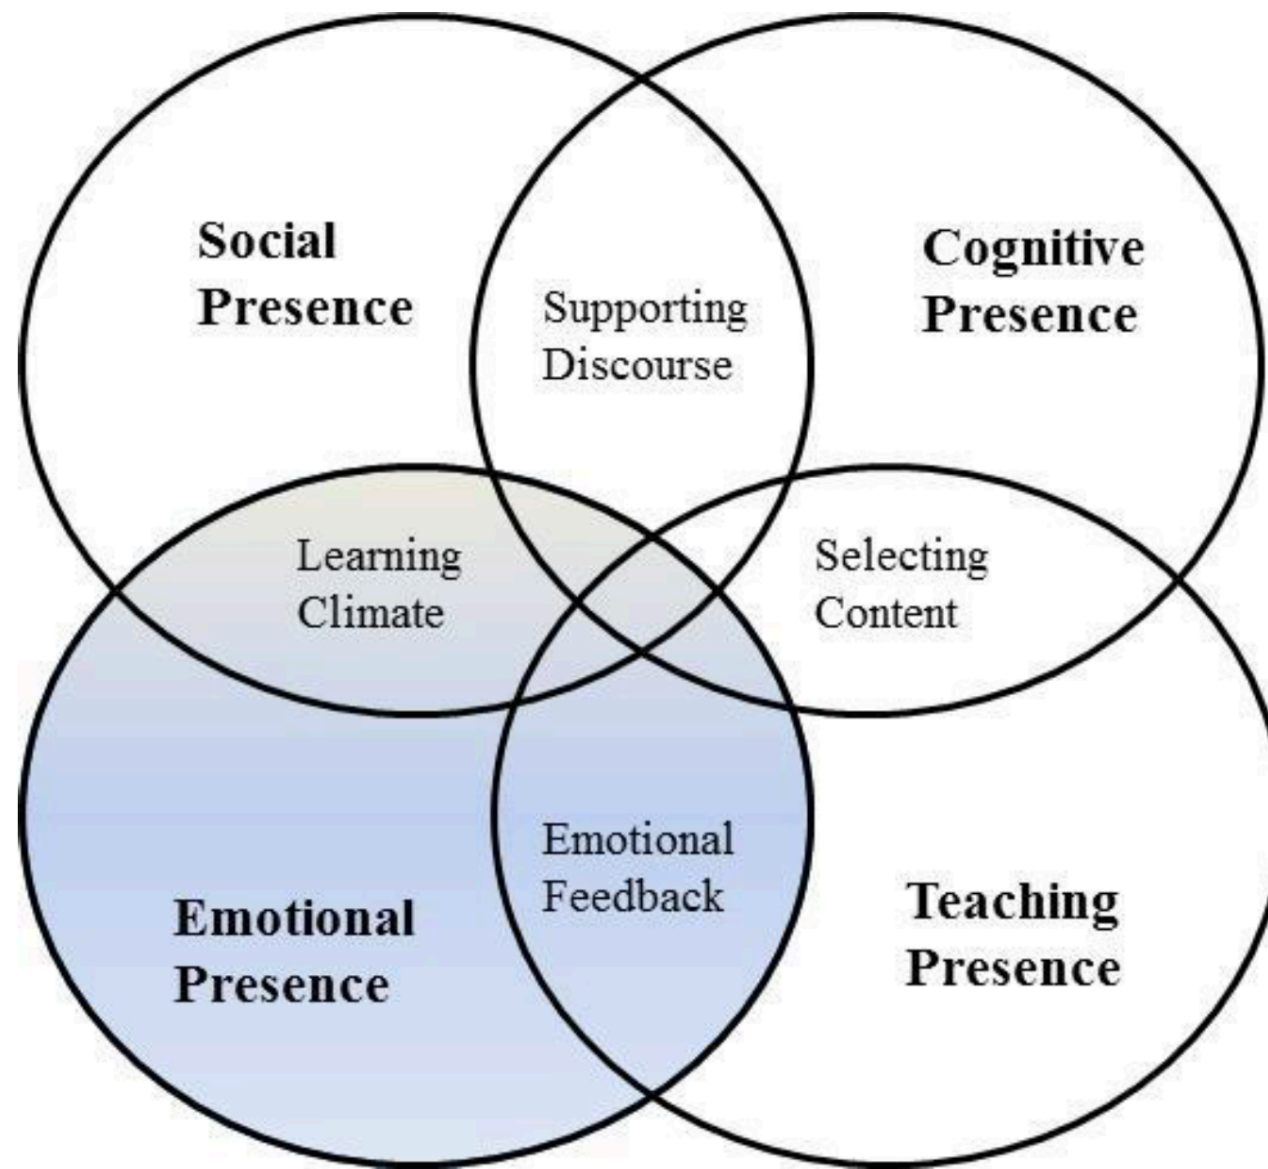 Social
Presence
Cognitive
Presence
Supporting
Discourse
Learning
Climate
Selecting
Content
Emotional
Feedback
Emotional
Presence
Teaching
Presence